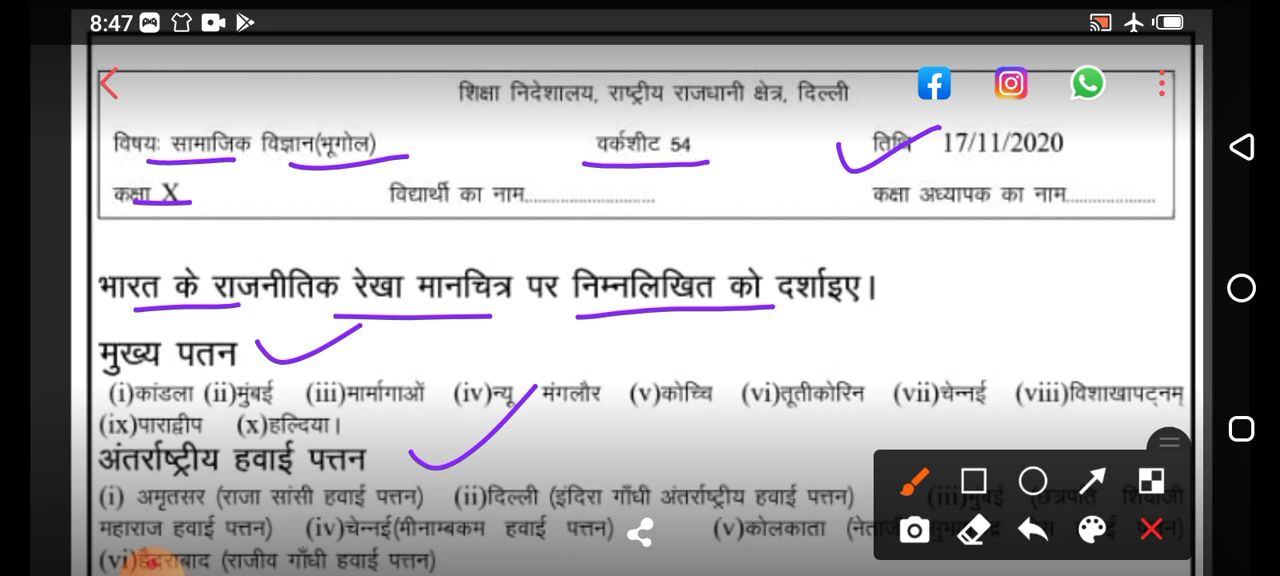 8:47
शिक्षा निदेशालय, राष्ट्रीय राजधानी क्षेत्र, दिल्ली
विषयः सामाजिक विज्ञान(भूगोल) वर्कशीट 54 तिथि 17/11/2020
कक्षा X विद्यार्थी का नाम............................ कक्षा अध्यापक का नाम...................
भारत के राजनीतिक रेखा मानचित्र पर निम्नलिखित को दर्शाइए।
मुख्य पतन
(i)कांडला (ii)मुंबई (iii)मार्मागाओं (iv)न्यू मंगलौर (v)कोच्चि (vi)तूतीकोरिन (vii)चेन्नई (viii)विशाखापट्नम्
(ix)पाराद्वीप (x)हल्दिया।
अंतर्राष्ट्रीय हवाई पत्तन
(i) अमृतसर (राजा सांसी हवाई पत्तन) (ii)दिल्ली (इंदिरा गाँधी अंतर्राष्ट्रीय हवाई पत्तन) (iii)मुंबई (छत्रपति शिवाजी
महाराज हवाई पत्तन) (iv)चेन्नई(मीनाम्बकम हवाई पत्तन) (v)कोलकाता
(vi)हैदराबाद (राजीव गाँधी हवाई पत्तन)